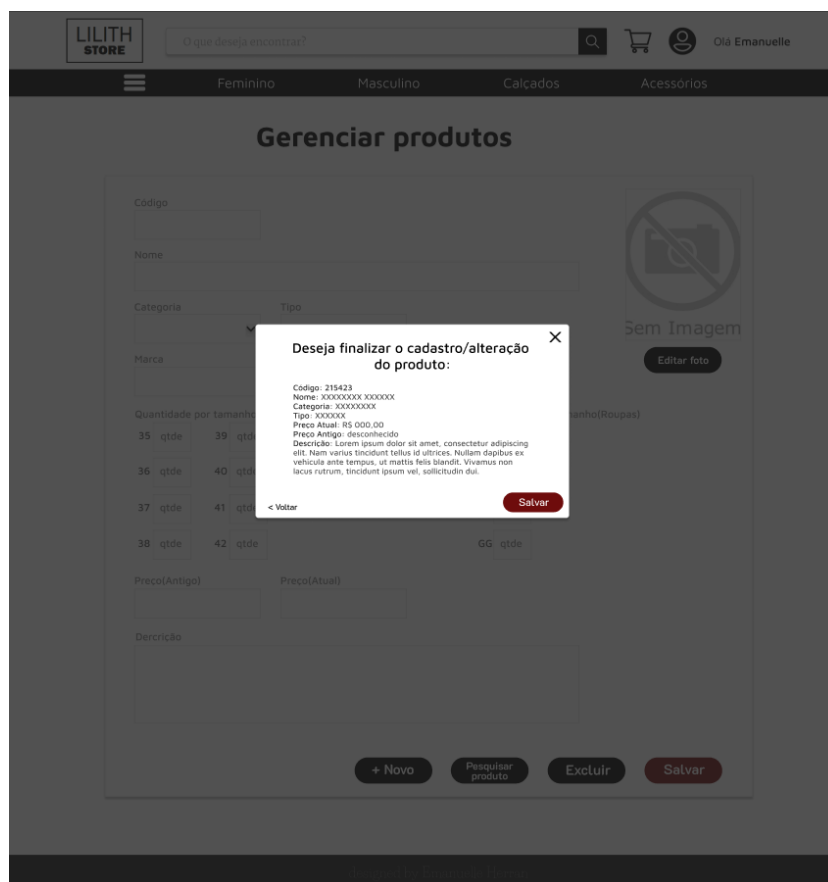 LILITH
STORE
O que deseja encontrar?
Olá Emanuelle
Feminino Masculino Calçados Acessórios
Gerenciar produtos
Código
Nome
Categoria Tipo
Sem Imagem
Marca
Editar foto
Deseja finalizar o cadastro/alteração
do produto:
Código: 215423
Nome: XXXXXXXX XXXXXX
Categoria: XXXXXXXX
Tipo: XXXXXX
Preço Atual: R$ 000,00
Preço Antigo: desconhecido
Descrição: Lorem ipsum dolor sit amet, consectetur adipiscing
elit. Nam varius tincidunt tellus id ultrices. Nullam dapibus ex
vehicula ante tempus, ut mattis felis blandit. Vivamus non
lacus rutrum, tincidunt ipsum vel, sollicitudin dui.
< Voltar Salvar
Quantidade por tamanho (Roupas)
35 qtde 39 qtde
36 qtde 40 qtde
37 qtde 41 qtde
38 qtde 42 qtde GG qtde
Preço(Antigo) Preço(Atual)
Dercrição
+ Novo
Pesquisar
produto
Excluir Salvar
designed by Emanuele